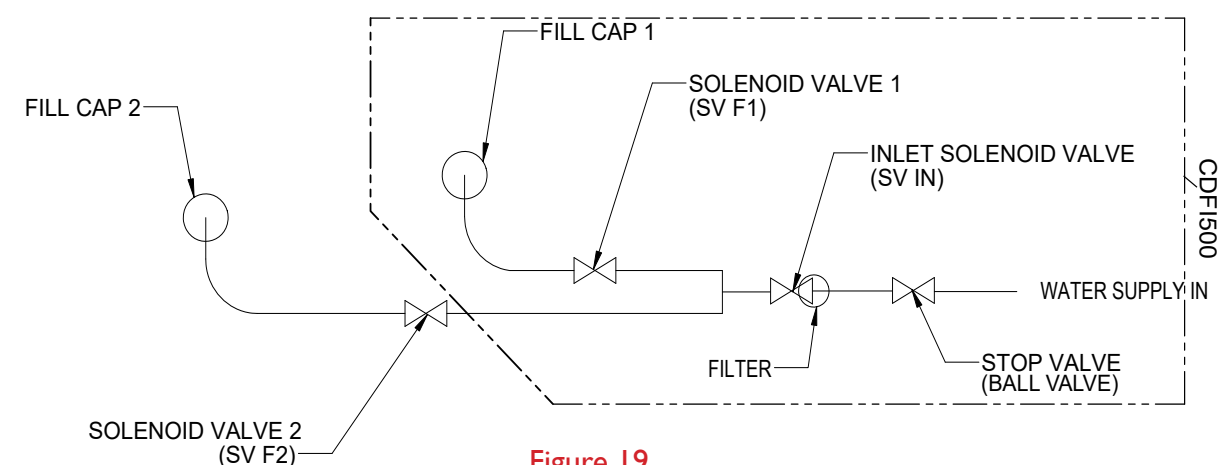 FILL CAP 1
SOLENOID VALVE 1
(SV F1)
FILL CAP 2
INLET SOLENOID VALVE
(SV IN)
CDFI500
WATER SUPPLY IN
FILTER
STOP VALVE
(BALL VALVE)
SOLENOID VALVE 2
(SV F2)
Figure 19